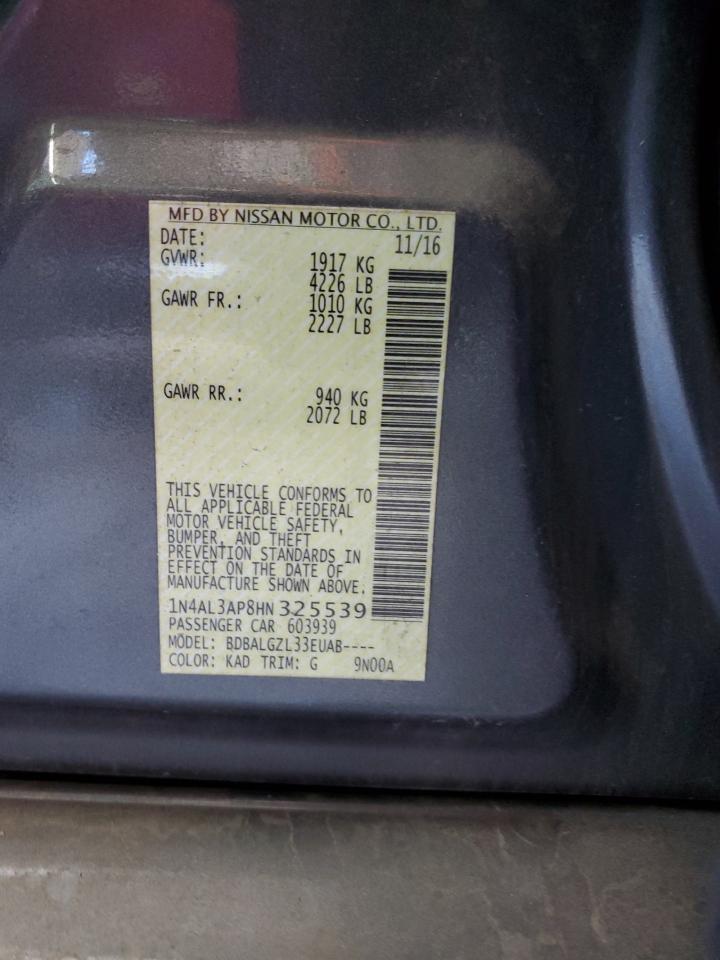 MFD BY NISSAN MOTOR CO., LTD.
DATE: 11/16
GVWR: 1917 KG
4226 LB
GAWR FR.: 1010 KG
2227 LB
GAWR RR.: 940 KG
2072 LB
THIS VEHICLE CONFORMS TO
ALL APPLICABLE FEDERAL
MOTOR VEHICLE SAFETY,
BUMPER, AND THEFT
PREVENTION STANDARDS IN
EFFECT ON THE DATE OF
MANUFACTURE SHOWN ABOVE.
1N4AL3AP8HN325539
PASSENGER CAR 603939
MODEL: BDBALGZL33EUAB----
COLOR: KAD TRIM: G 9N00A